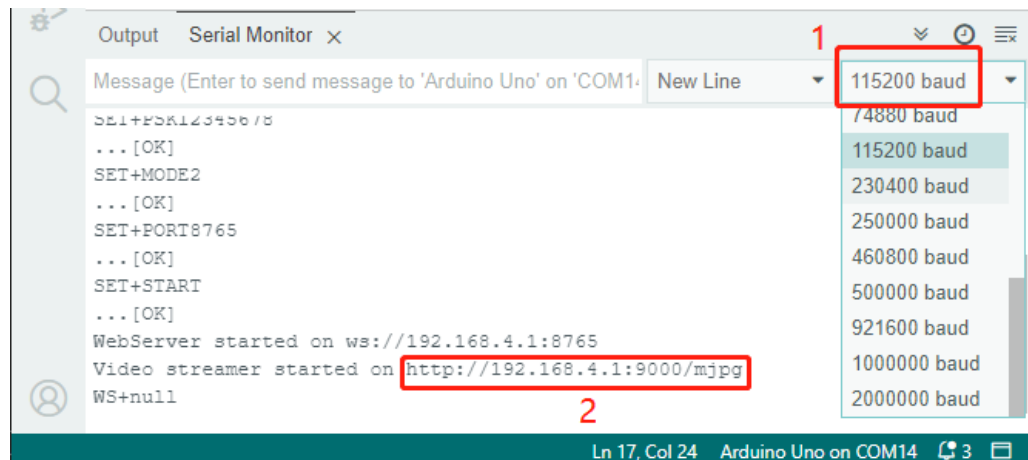 Output Serial Monitor ×
1
Message (Enter to send message to 'Arduino Uno' on 'COM14 New Line 115200 baud
74880 baud
115200 baud
230400 baud
250000 baud
460800 baud
500000 baud
921600 baud
1000000 baud
2000000 baud
SET+PSK12345678
...[OK]
SET+MODE2
...[OK]
SET+PORT8765
...[OK]
SET+START
...[OK]
WebServer started on ws://192.168.4.1:8765
Video streamer started on http://192.168.4.1:9000/mjpg
WS+null
2
Ln 17, Col 24 Arduino Uno on COM14 3